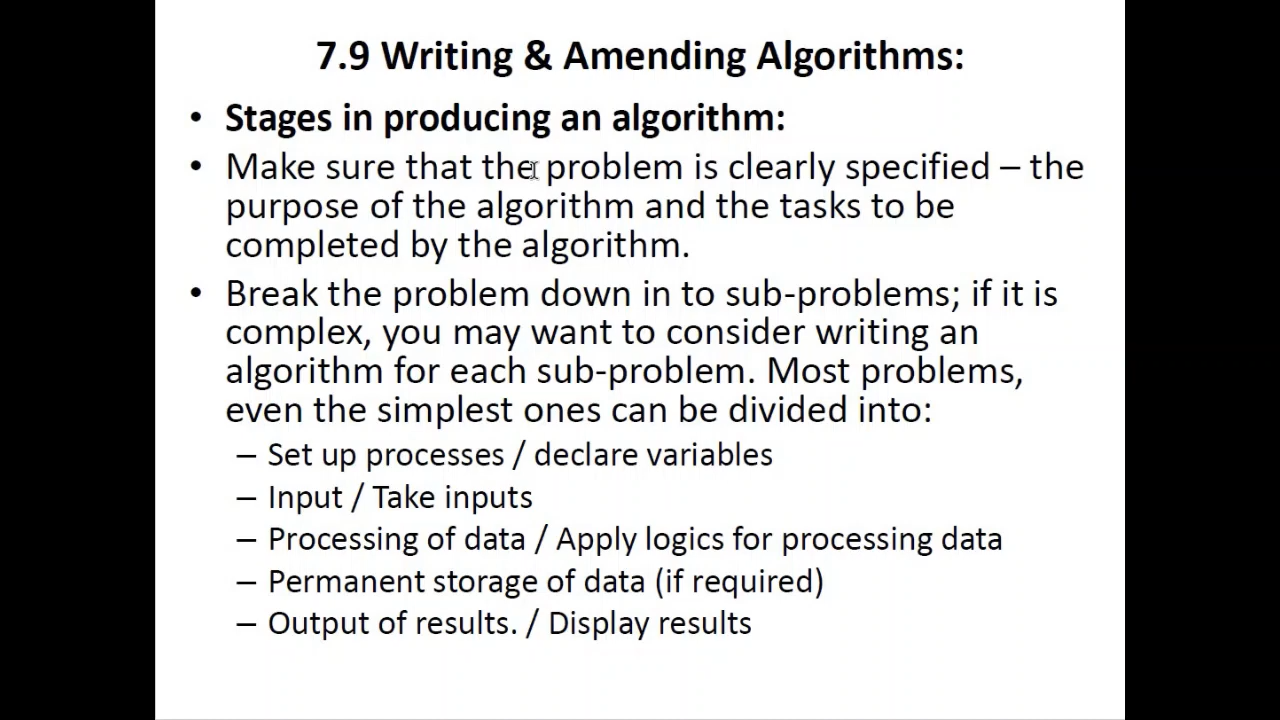 7.9 Writing & Amending Algorithms:
• Stages in producing an algorithm:
• Make sure that the problem is clearly specified – the
purpose of the algorithm and the tasks to be
completed by the algorithm.
• Break the problem down in to sub-problems; if it is
complex, you may want to consider writing an
algorithm for each sub-problem. Most problems,
even the simplest ones can be divided into:
– Set up processes / declare variables
– Input / Take inputs
– Processing of data / Apply logics for processing data
– Permanent storage of data (if required)
– Output of results. / Display results